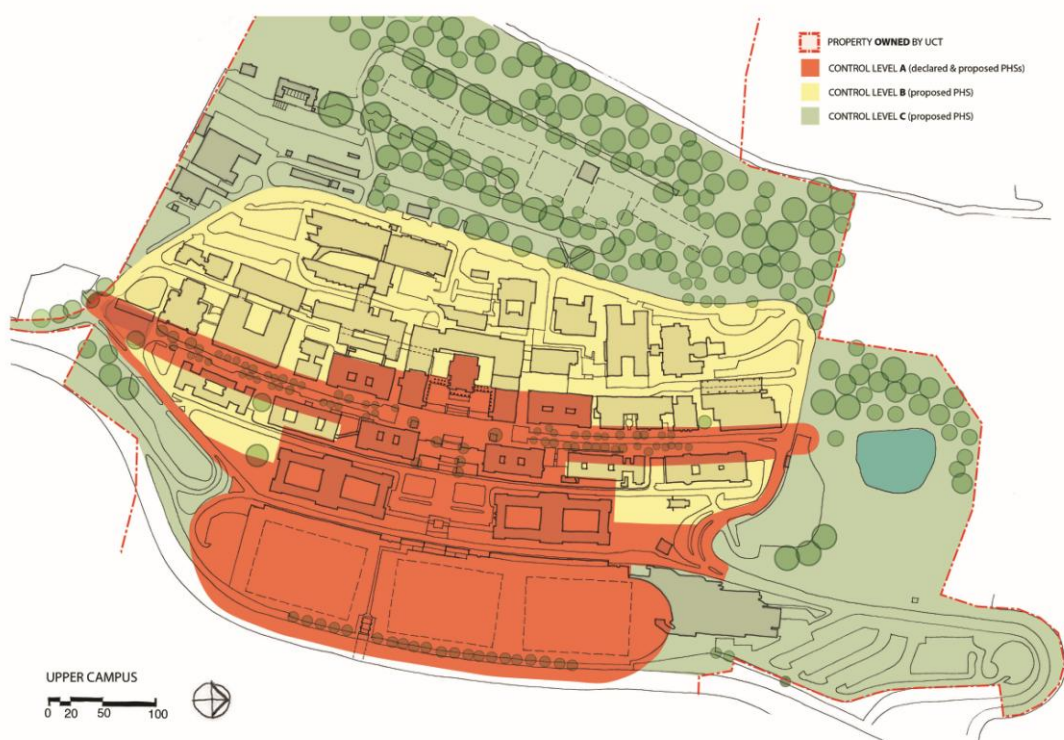 PROPERTY OWNED BY UCT
CONTROL LEVEL A (declared & proposed PHSs)
CONTROL LEVEL B (proposed PHS)
CONTROL LEVEL C (proposed PHS)
UPPER CAMPUS
0 20 50 100